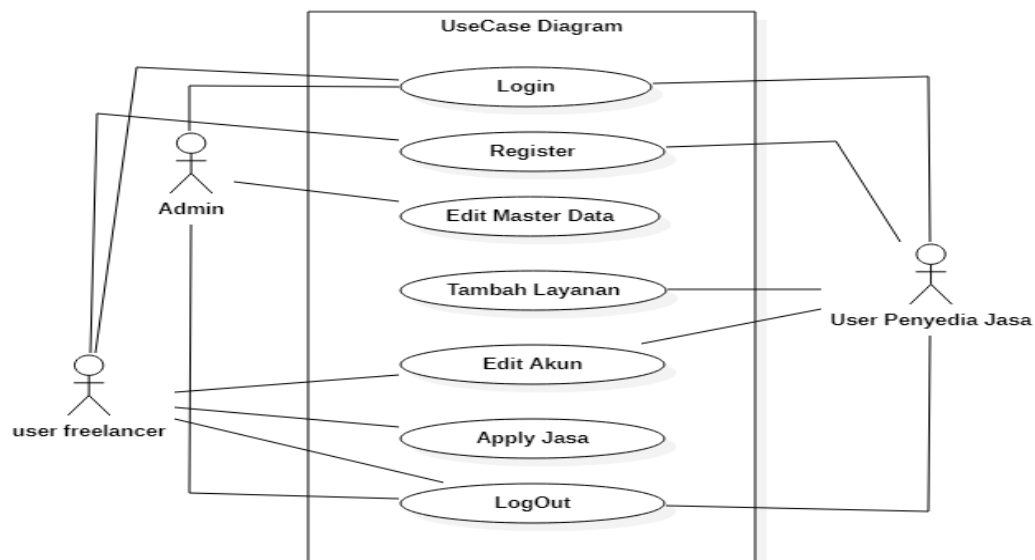 UseCase Diagram
Login
Register
Admin
Edit Master Data
Tambah Layanan
User Penyedia Jasa
Edit Akun
user freelancer
Apply Jasa
LogOut